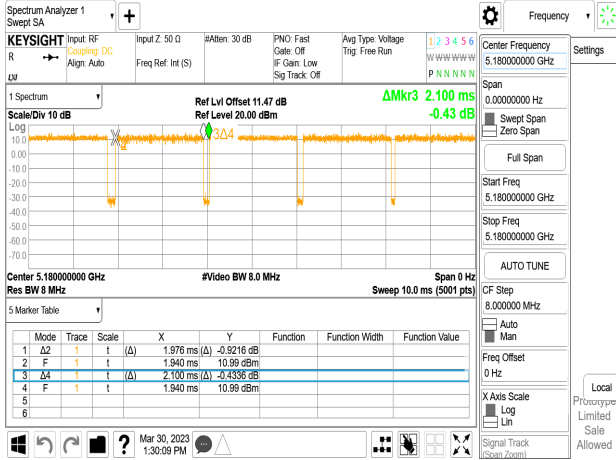 Spectrum Analyzer 1
Swept SA
Frequency
KEYSIGHT
R
LXI
Input: RF
Coupling: DC
Align: Auto
Input Z: 50 Ω
Freq Ref: Int (S)
#Atten: 30 dB
PNO: Fast
Gate: Off
IF Gain: Low
Sig Track: Off
Avg Type: Voltage
Trig: Free Run
1 2 3 4 5 6
W W W W W W
P N N N N N
1 Spectrum
Scale/Div 10 dB
Ref Lvl Offset 11.47 dB
Ref Level 20.00 dBm
ΔMkr3 2.100 ms
-0.43 dB
Log
10.0
0.00
-10.0
-20.0
-30.0
-40.0
-50.0
-60.0
-70.0
3Δ4
Center 5.180000000 GHz
Res BW 8 MHz
#Video BW 8.0 MHz
Span 0 Hz
Sweep 10.0 ms (5001 pts)
5 Marker Table
Mode Trace Scale X Y Function Function Width Function Value
1 Δ2 1 t (Δ) 1.976 ms (Δ) -0.9216 dB
2 F 1 t 1.940 ms 10.99 dBm
3 Δ4 1 t (Δ) 2.100 ms (Δ) -0.4336 dB
4 F 1 t 1.940 ms 10.99 dBm
5
6
Mar 30, 2023
1:30:09 PM
?
Center Frequency
5.180000000 GHz
Span
0.00000000 Hz
Swept Span
Zero Span
Full Span
Start Freq
5.180000000 GHz
Stop Freq
5.180000000 GHz
AUTO TUNE
CF Step
8.000000 MHz
Auto
Man
Freq Offset
0 Hz
X Axis Scale
Log
Lin
Signal Track
(Span Zoom)
Settings
Local
Prototype
Limited
Sale
Allowed